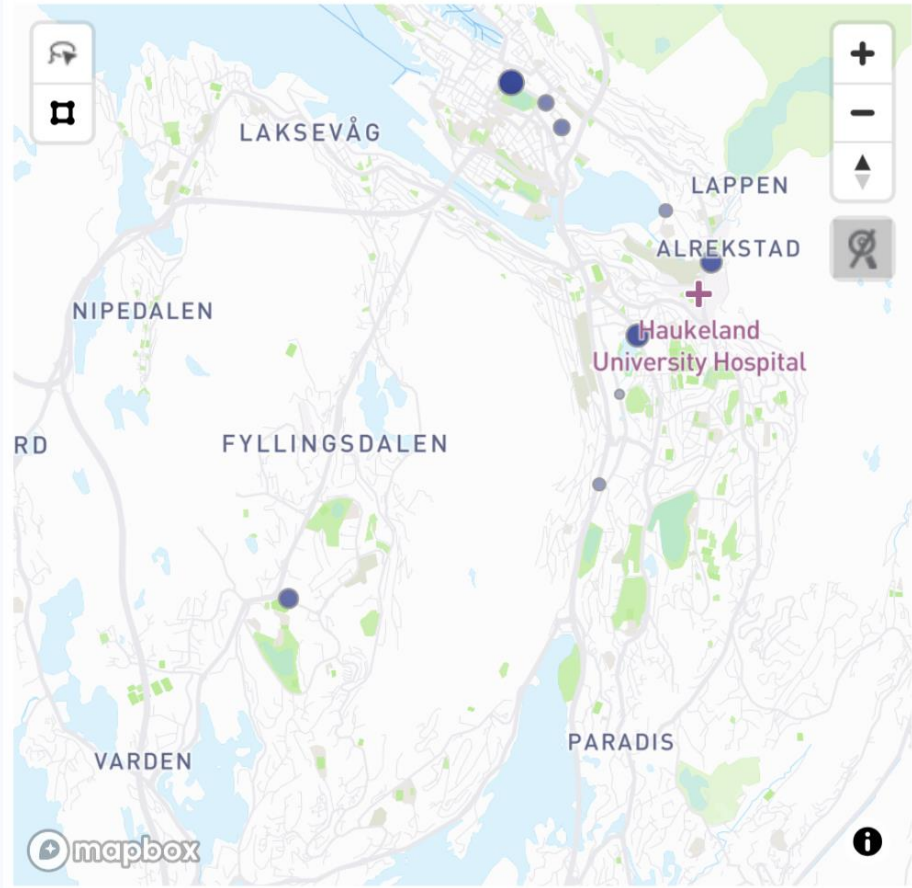 LAKSEVÅG
LAPPEN
ALREKSTAD
NIPEDALEN
Haukeland
University Hospital
RD
FYLLINGSDALEN
PARADIS
VARDEN
mapbox